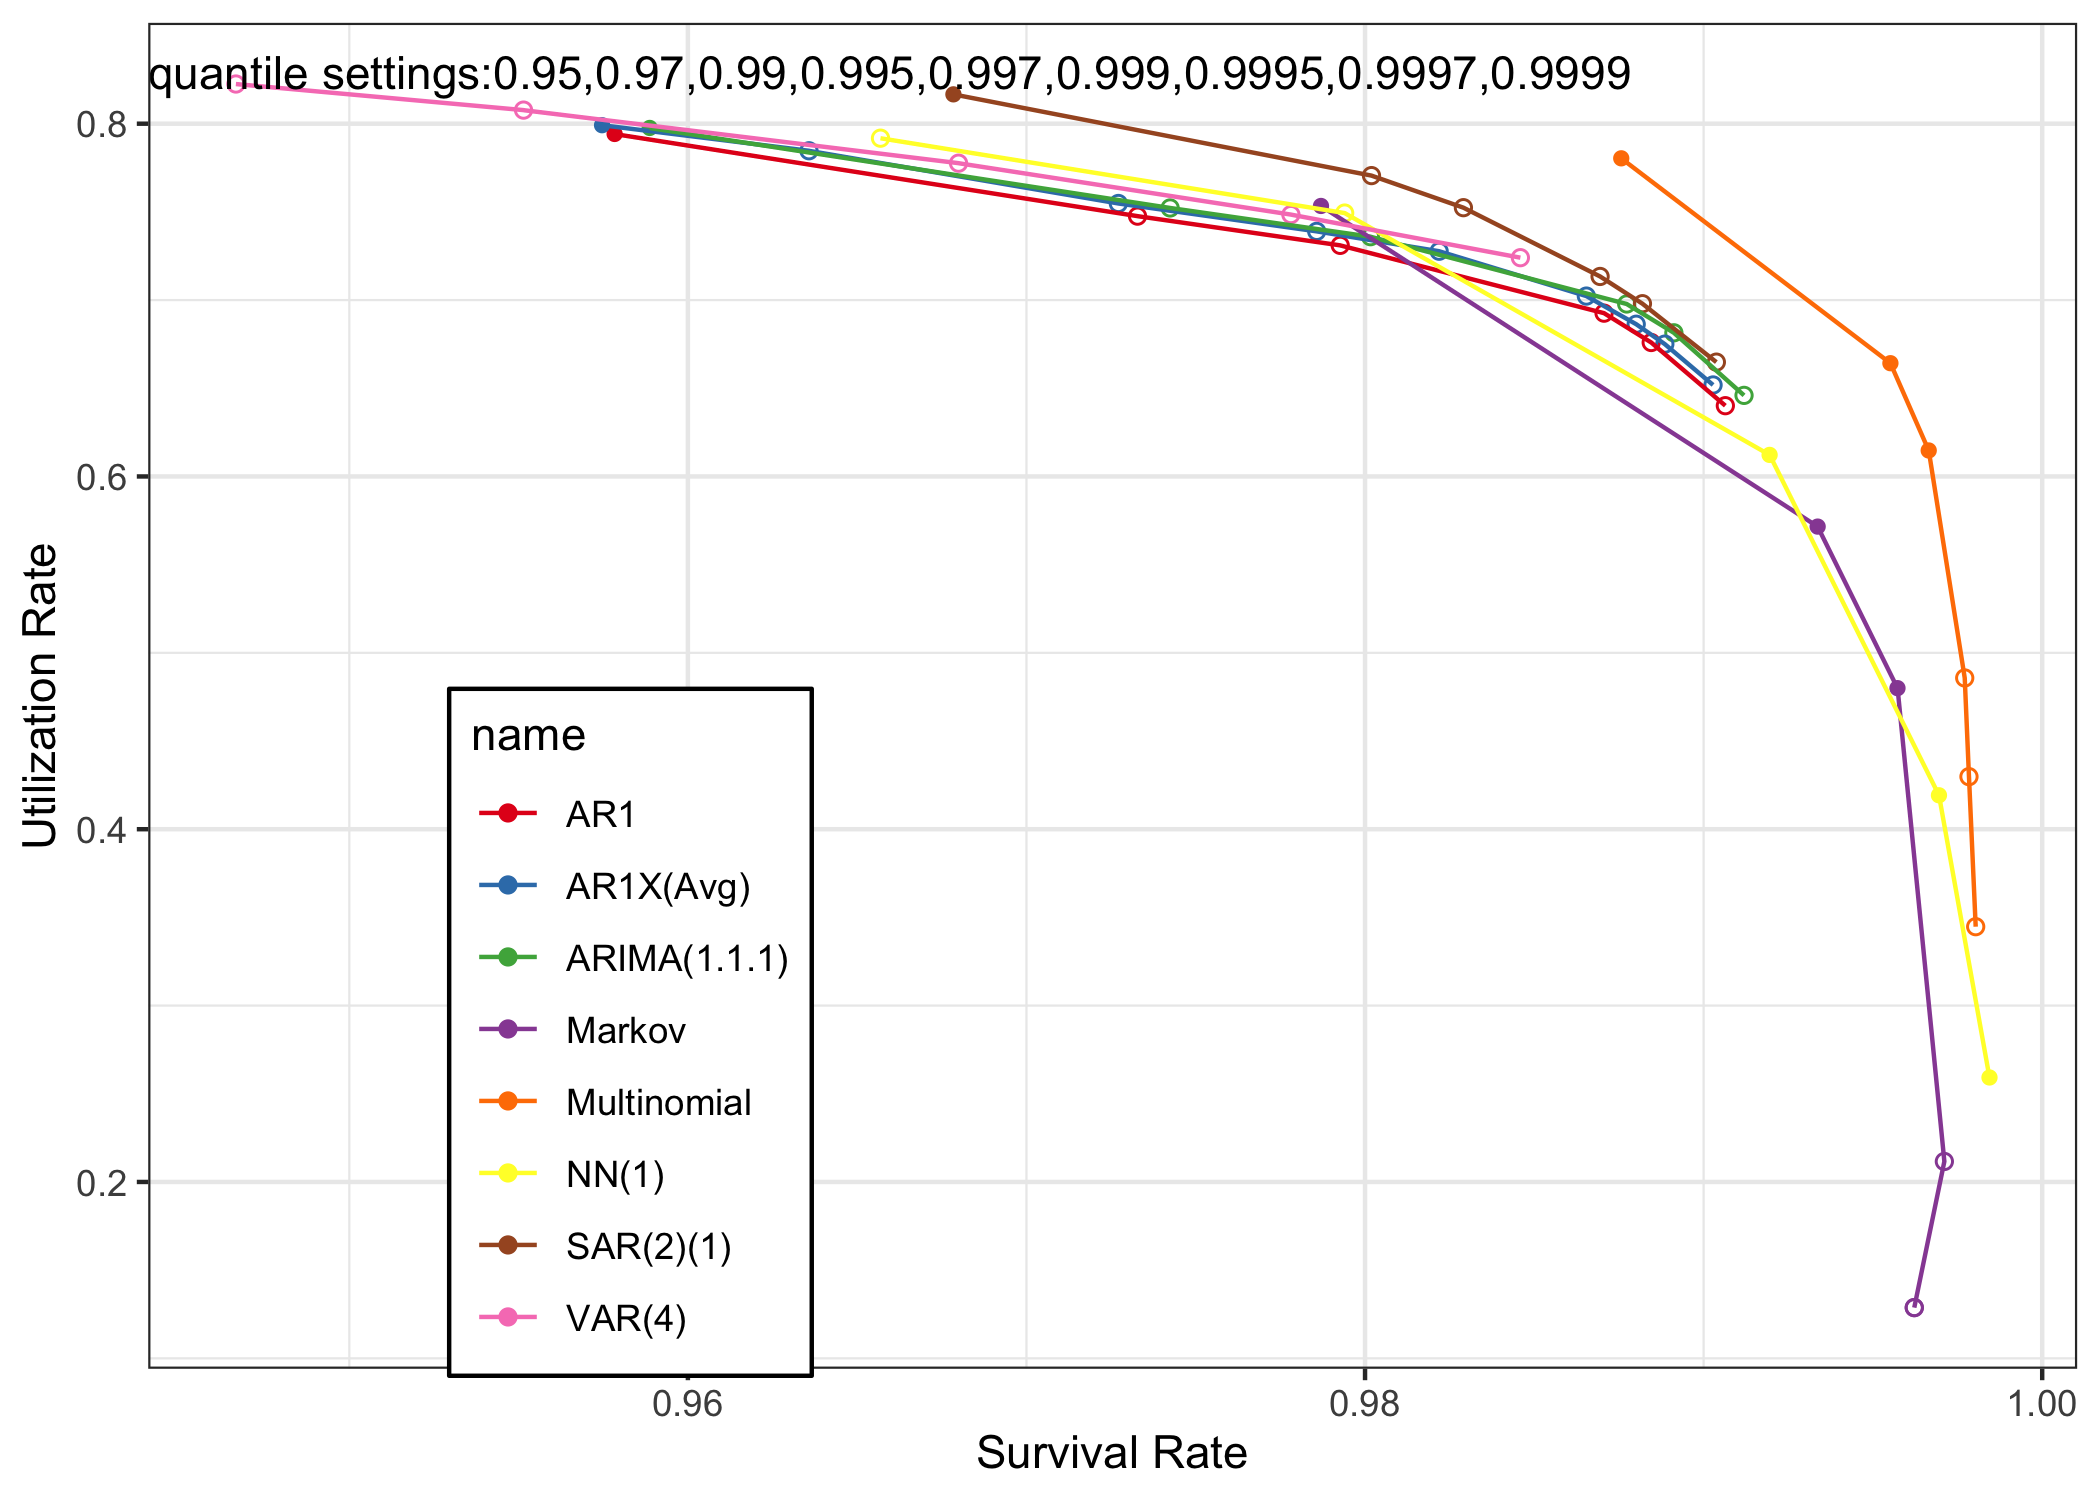 quantile settings:0.95,0.97,0.99,0.995,0.997,0.999,0.9995,0.9997,0.9999
0.8
0.6
0.4
0.2
Utilization Rate
name
AR1
AR1X(Avg)
ARIMA(1.1.1)
Markov
Multinomial
NN(1)
SAR(2)(1)
VAR(4)
0.96
0.98
1.00
Survival Rate